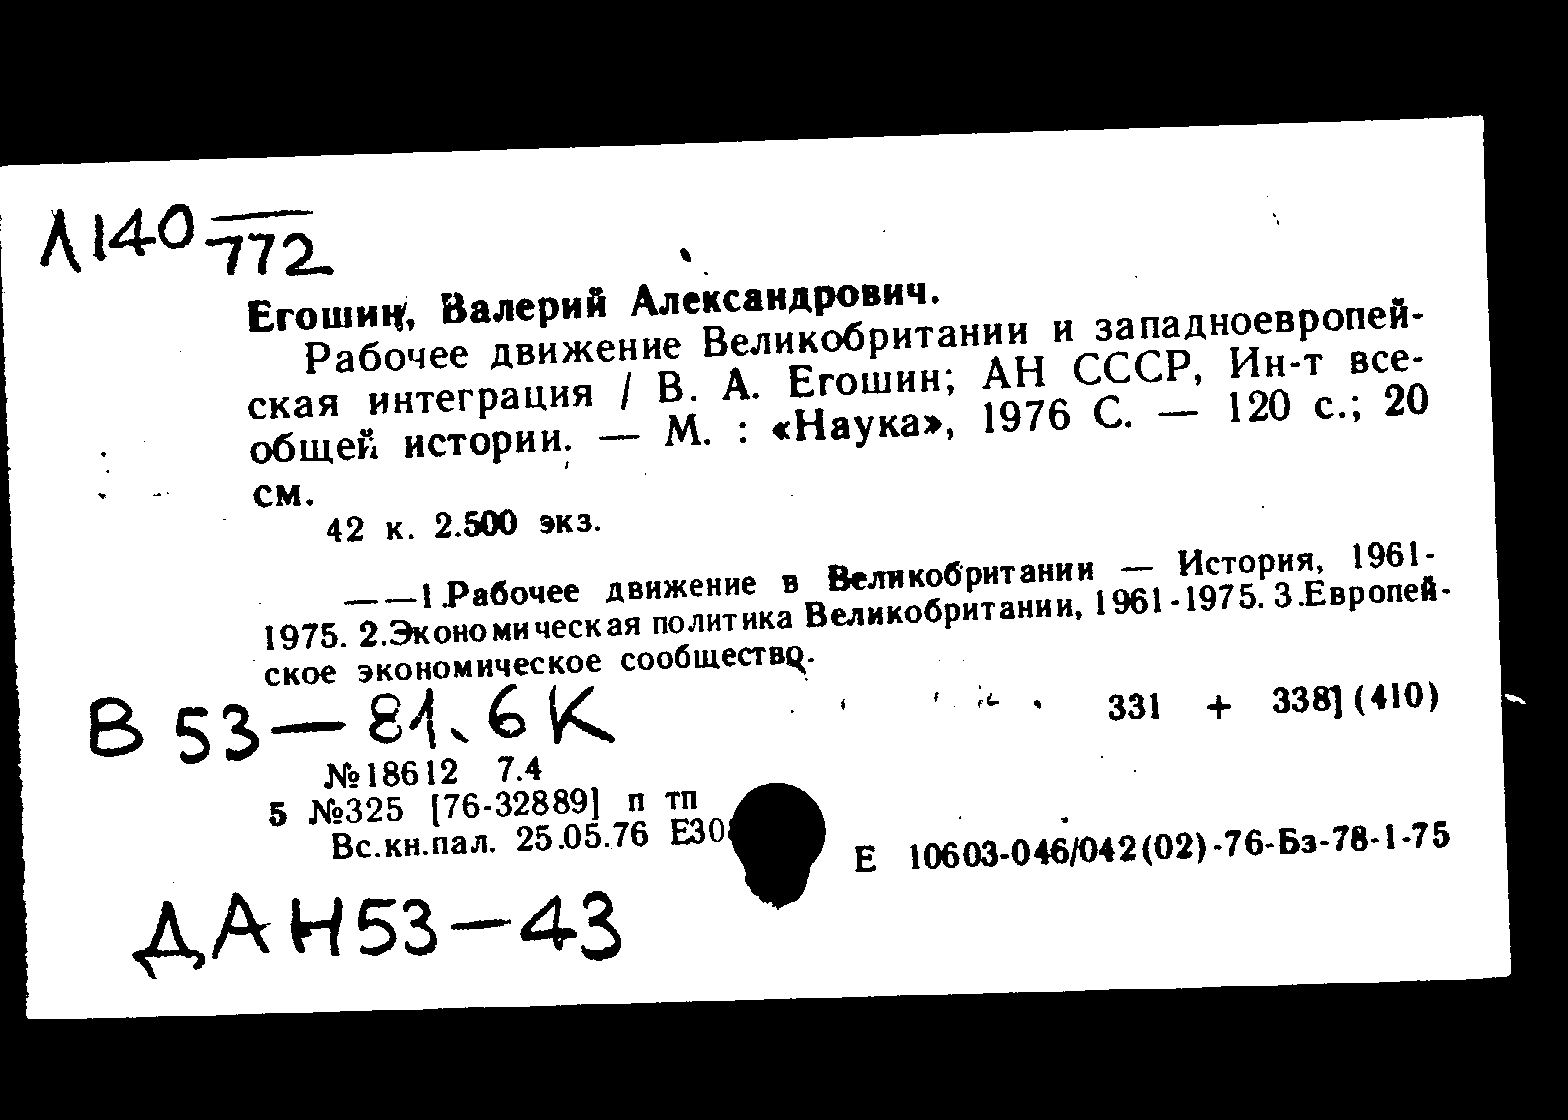 Л140 —
772
Егошин, Валерий Александрович.
Рабочее движение Великобритании и западноевропей-
ская интеграция / В. А. Егошин; АН СССР, Ин-т все-
общей истории. — М. : «Наука», 1976 С. — 120 с.; 20
см.
42 к. 2.500 экз.
——1.Рабочее движение в Великобритании — История, 1961-
1975. 2.Экономическая политика Великобритании, 1961-1975. 3.Европей-
ское экономическое сообщество.
331 + 338] (410)
В 53—81.6К
№18612 7.4
5 №325 [76-32889] п тп
Вс.кн.пал. 25.05.76 Е 10603-046/042(02)-76-Бз-78-1-75
ДАН53—43